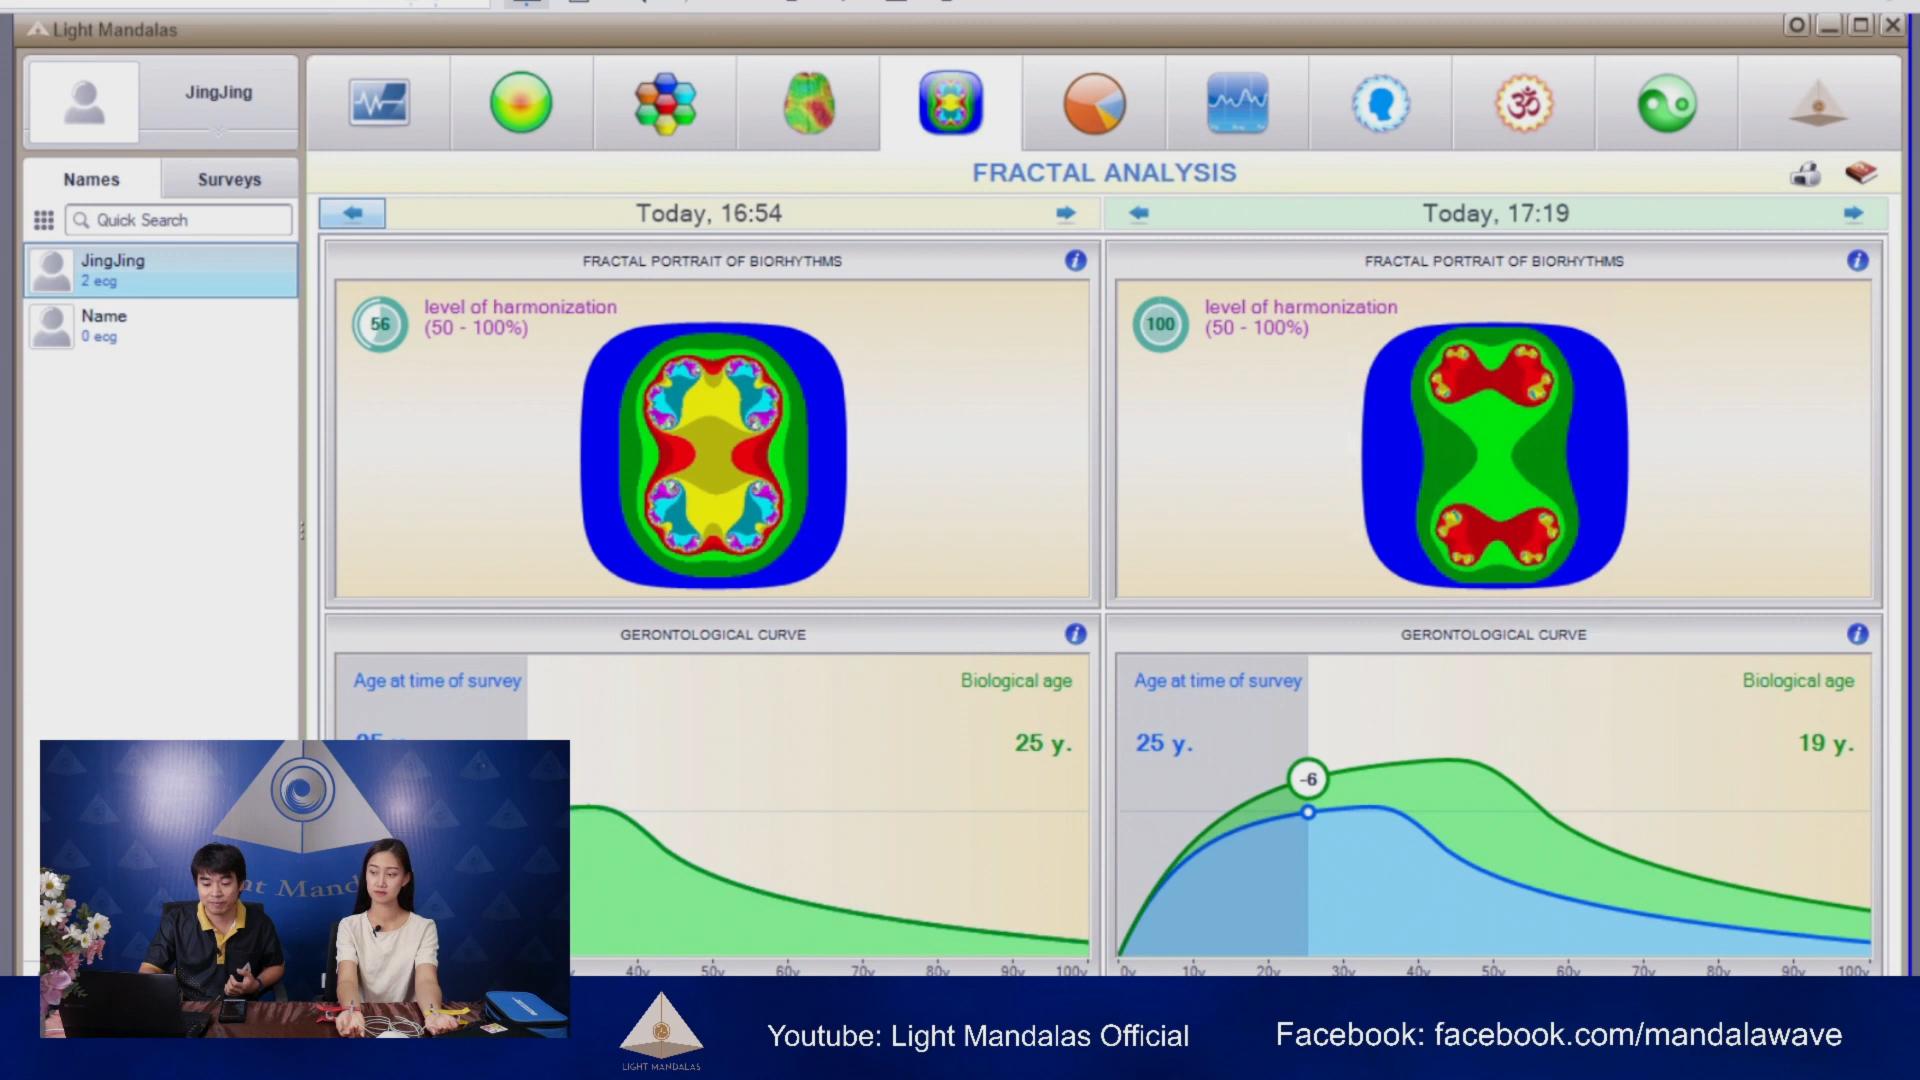 Light Mandalas
JingJing
Names
Surveys
Quick Search
JingJing
2 ecg
Name
0 ecg
FRACTAL ANALYSIS
Today, 16:54
Today, 17:19
FRACTAL PORTRAIT OF BIORHYTHMS
56
level of harmonization
(50 - 100%)
FRACTAL PORTRAIT OF BIORHYTHMS
100
level of harmonization
(50 - 100%)
GERONTOLOGICAL CURVE
Age at time of survey
Biological age
25 y.
40y 50y 60y 70y 80y 90y 100y
GERONTOLOGICAL CURVE
Age at time of survey
Biological age
25 y.
19 y.
-6
0y 10y 20y 30y 40y 50y 60y 70y 80y 90y 100y
LIGHT MANDALAS
Youtube: Light Mandalas Official
Facebook: facebook.com/mandalawave